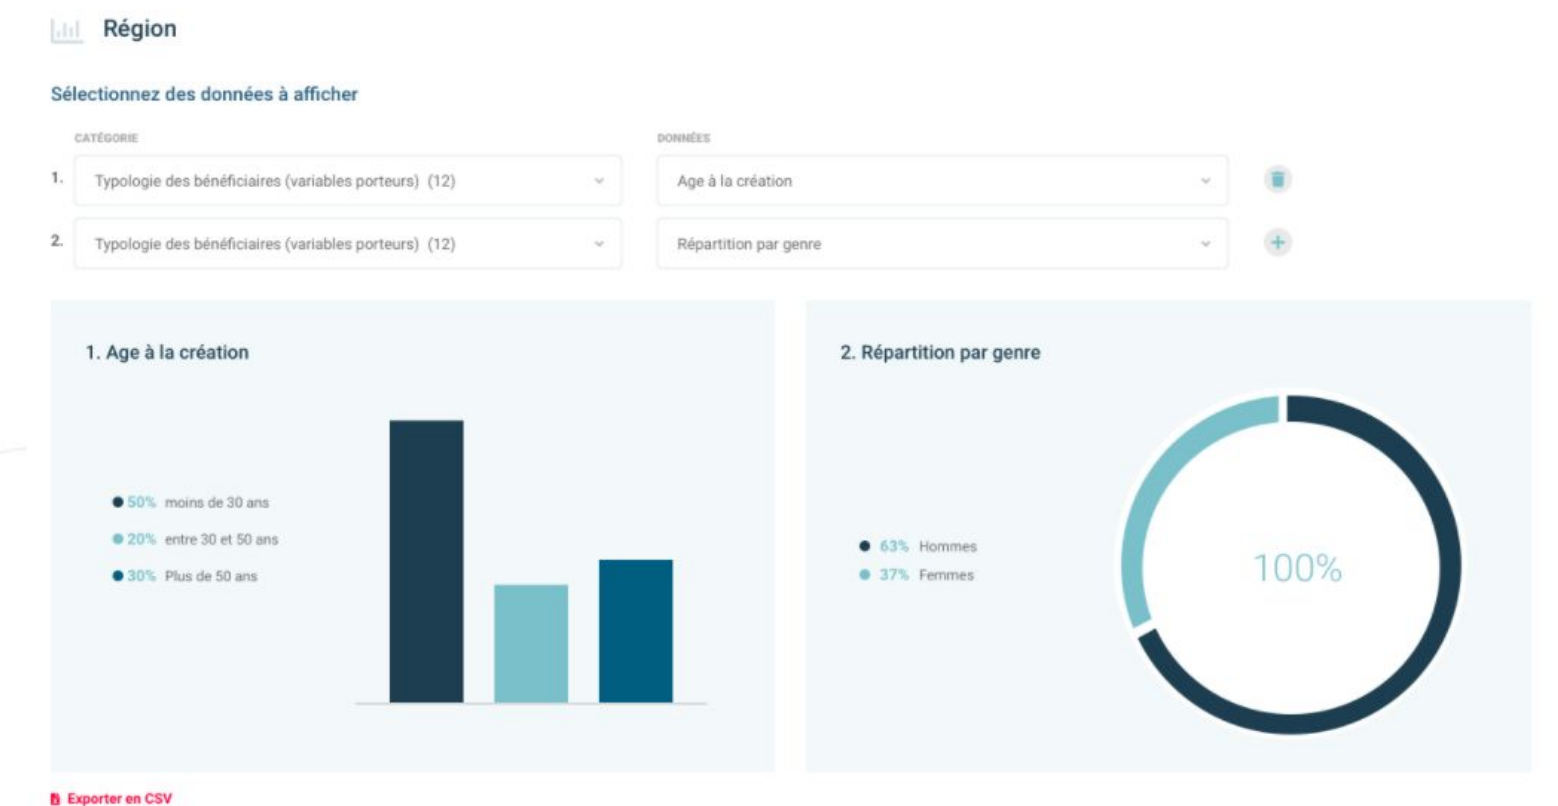 Région
Sélectionnez des données à afficher
CATÉGORIE
DONNÉES
1. Typologie des bénéficiaires (variables porteurs) (12)
Age à la création
2. Typologie des bénéficiaires (variables porteurs) (12)
Répartition par genre
1. Age à la création
50% moins de 30 ans
20% entre 30 et 50 ans
30% Plus de 50 ans
2. Répartition par genre
63% Hommes
37% Femmes
100%
Exporter en CSV